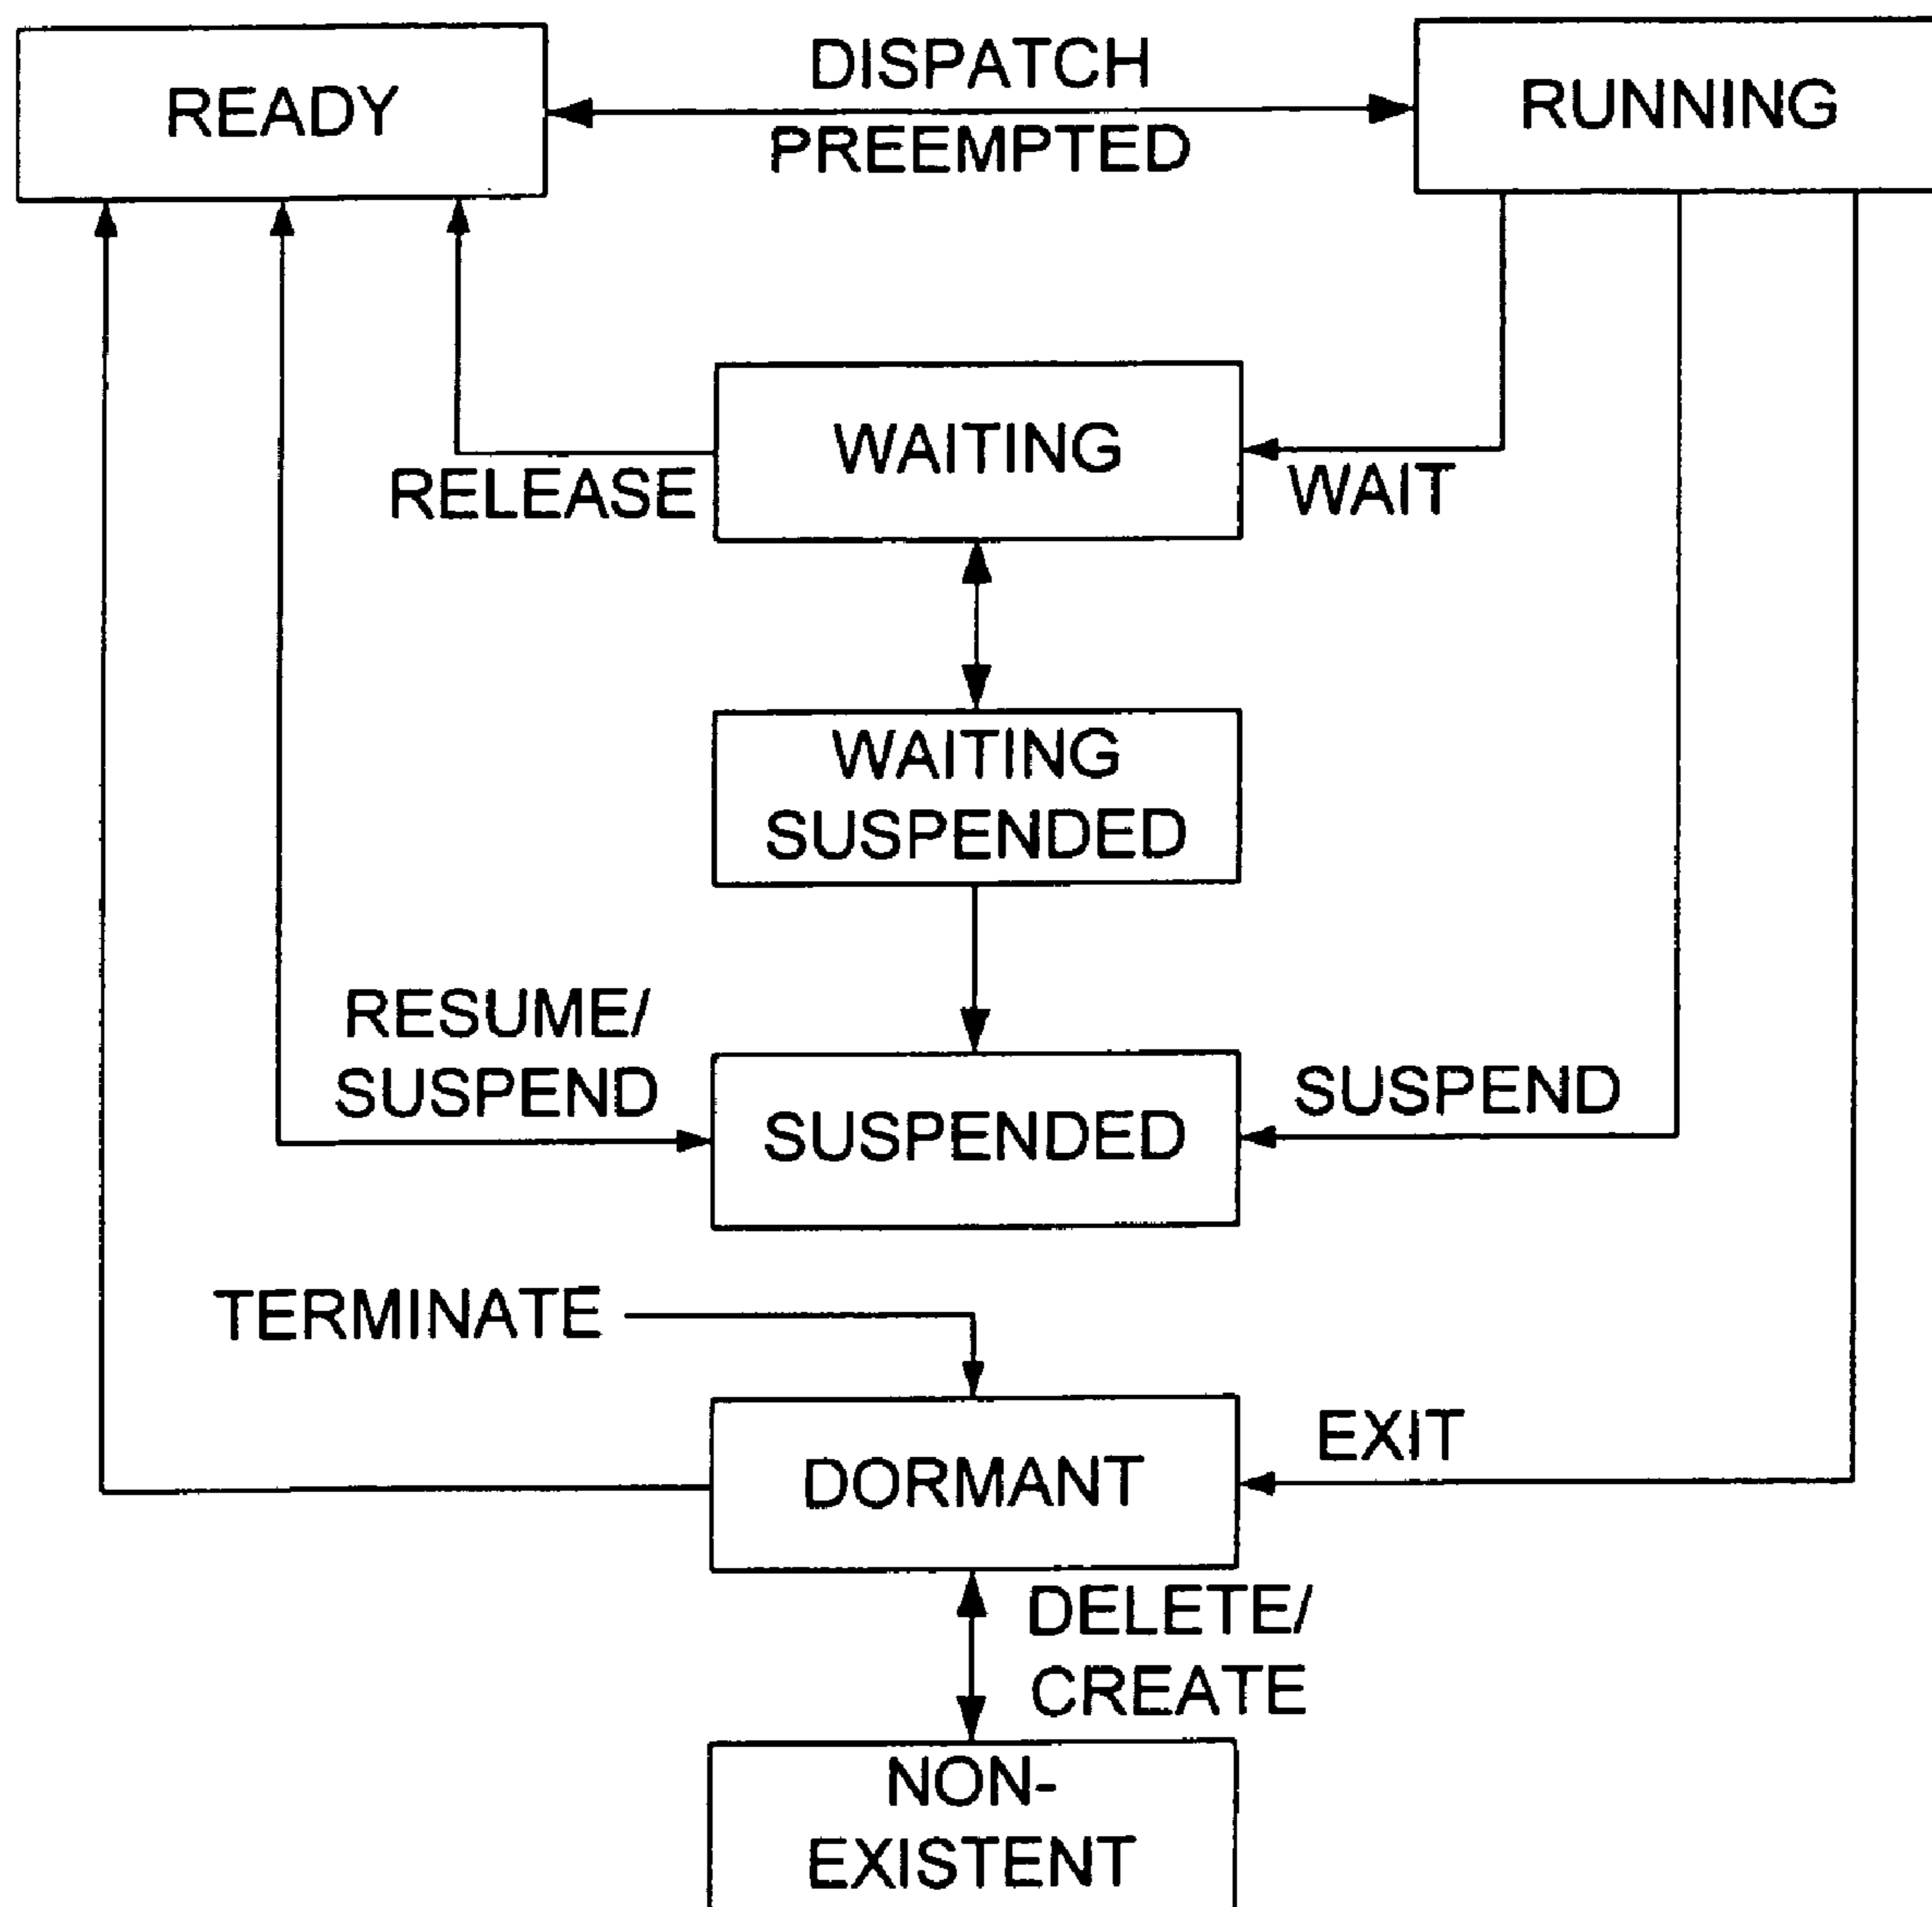 READY
DISPATCH
PREEMPTED
RUNNING
WAITING
RELEASE
WAIT
WAITING
SUSPENDED
RESUME/
SUSPEND
SUSPENDED
SUSPEND
TERMINATE
DORMANT
EXIT
DELETE/
CREATE
NON-
EXISTENT